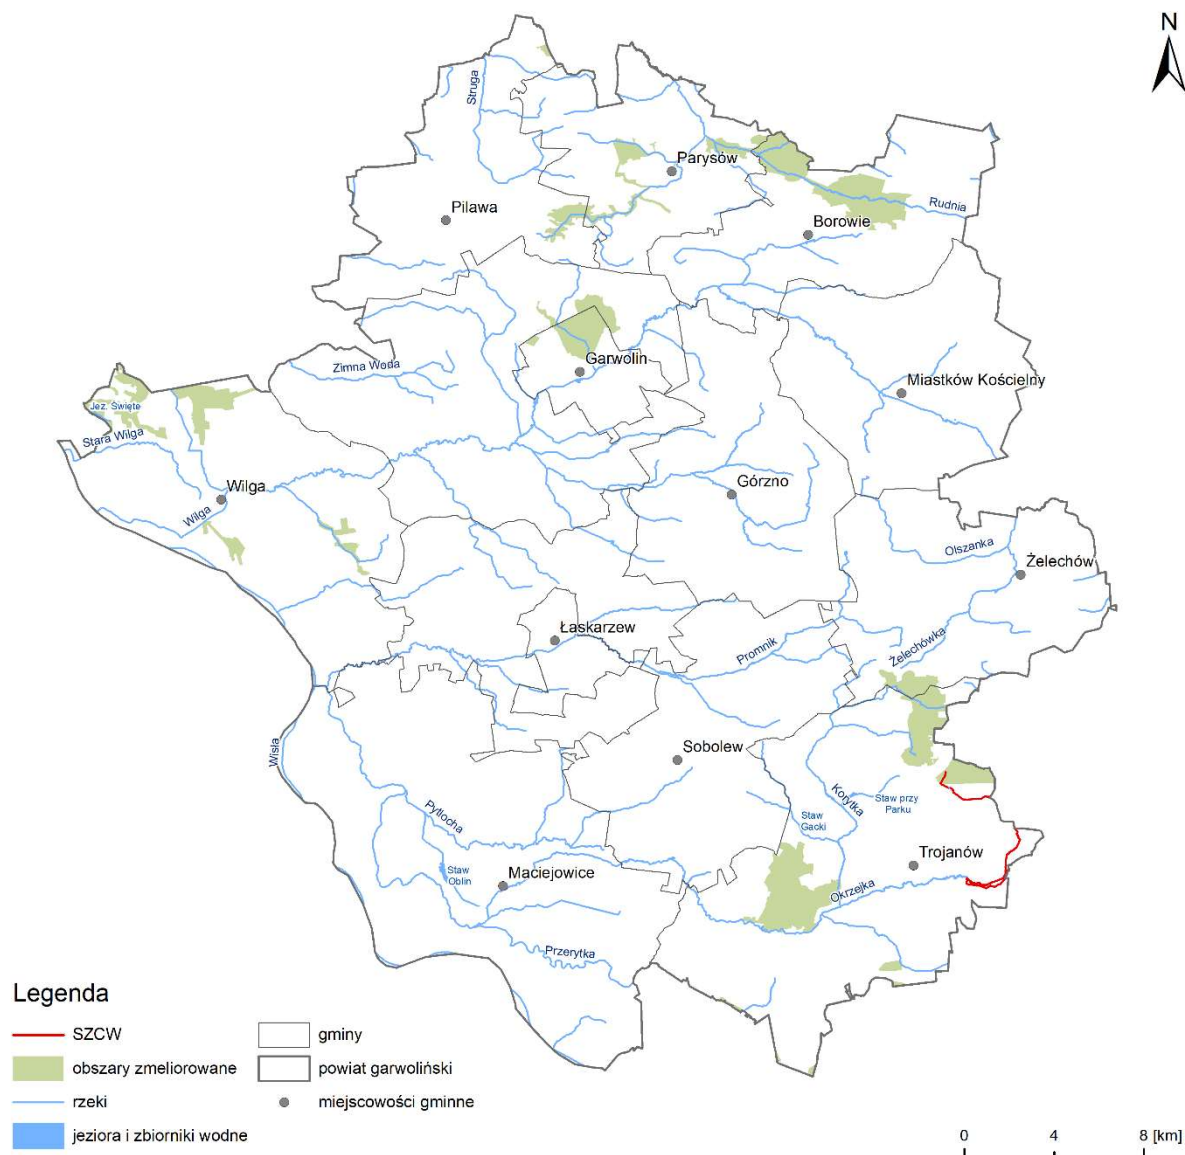 N
Struga
Parysów
Pilawa
Rudnia
Borowie
Zimna Woda
Garwolin
Miastków Kościelny
Jez. Święte
Stara Wilga
Wilga
Górzno
Wilga
Olszanka
Żelechów
Łaskarzew
Promnik
Żelechówka
Wisła
Sobolew
Korytka
Staw przy
Parku
Pytlocha
Staw
Gacki
Trojanów
Staw
Oblin
Maciejowice
Okrzejka
Przerytka
Legenda
SZCW
gminy
obszary zmeliorowane
powiat garwoliński
rzeki
miejscowości gminne
jeziora i zbiorniki wodne
0 4 8 [km]